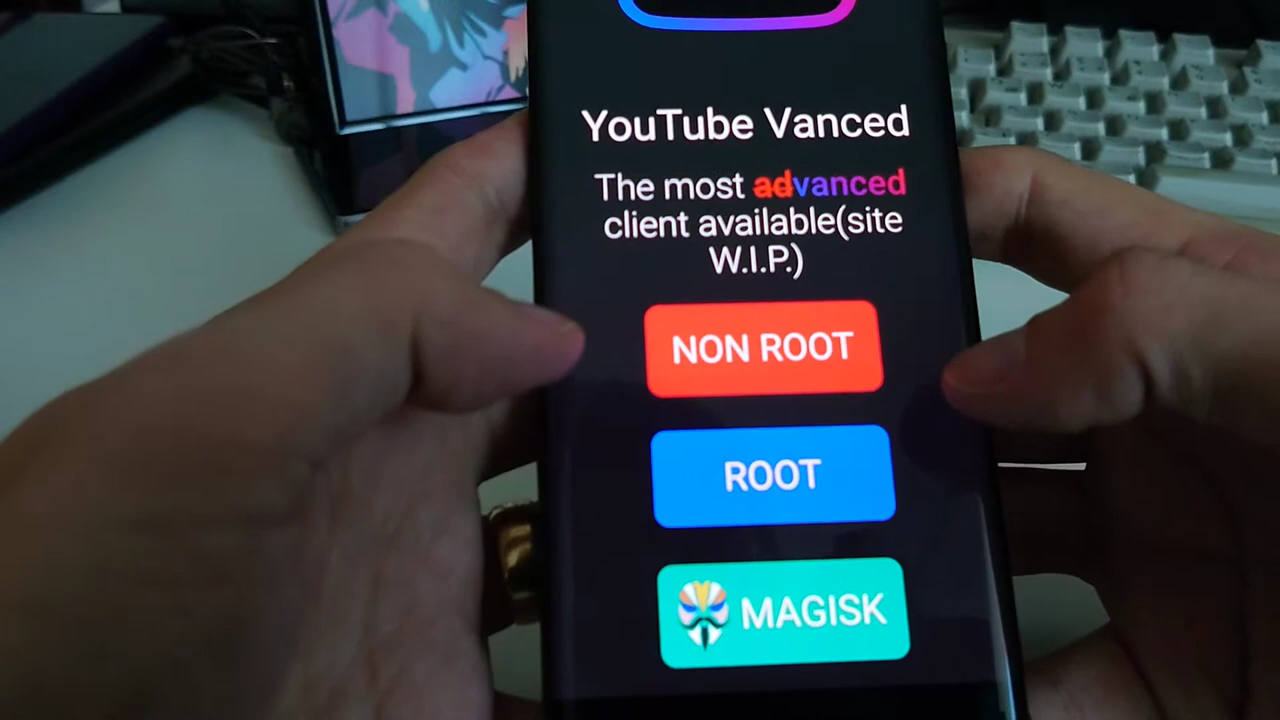 YouTube Vanced
The most advanced
client available(site
W.I.P.)
NON ROOT
ROOT
MAGISK